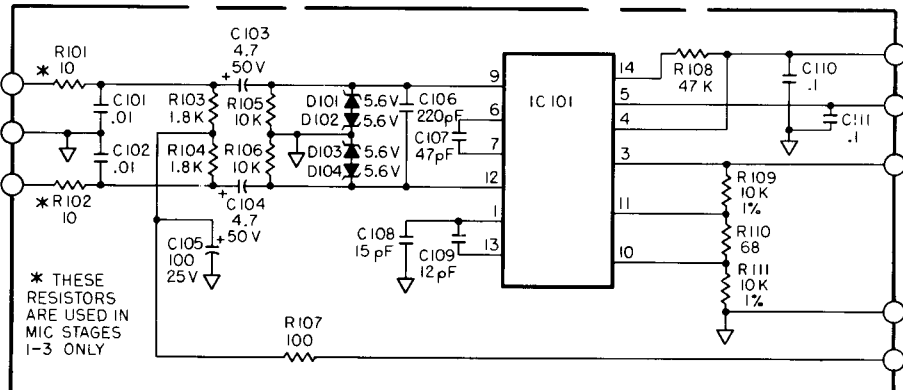 R101
* 10
C101
.01
C102
.01
* R102
10
R103
1.8K
R104
1.8K
C103
4.7
50V
+
R105
10K
R106
10K
+
C104
4.7
50V
C105
100
25V
+
D101 5.6V
D102 5.6V
D103 5.6V
D104 5.6V
C106
220pF
C107
47pF
C108
15pF
C109
12pF
IC101
9
6
7
12
1
13
14
5
4
3
11
10
R108
47K
C110
.1
C111
.1
R109
10K
1%
R110
68
R111
10K
1%
R107
100
* THESE
RESISTORS
ARE USED IN
MIC STAGES
1-3 ONLY